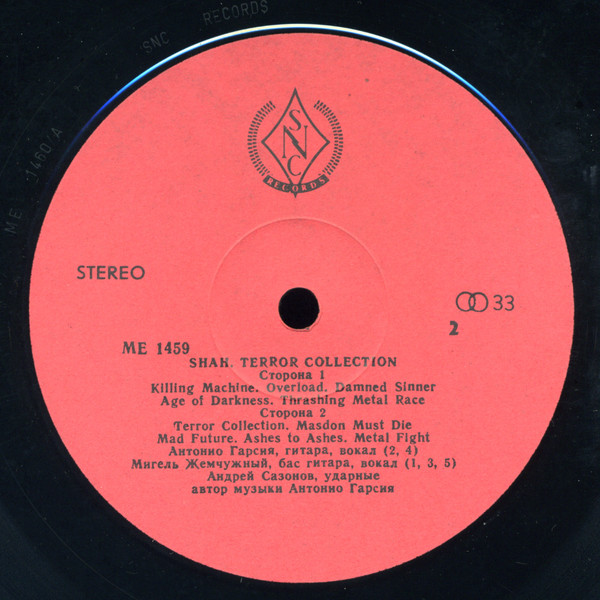 SNC RECORDS
ME 1460 A
SNC
RECORDS
STEREO
33
2
ME 1459
SHAH. TERROR COLLECTION
Сторона 1
Killing Machine. Overload. Damned Sinner
Age of Darkness. Thrashing Metal Race
Сторона 2
Terror Collection. Masdon Must Die
Mad Future. Ashes to Ashes. Metal Fight
Антонио Гарсия, гитара, вокал (2, 4)
Мигель Жемчужный, бас гитара, вокал (1, 3, 5)
Андрей Сазонов, ударные
автор музыки Антонио Гарсия